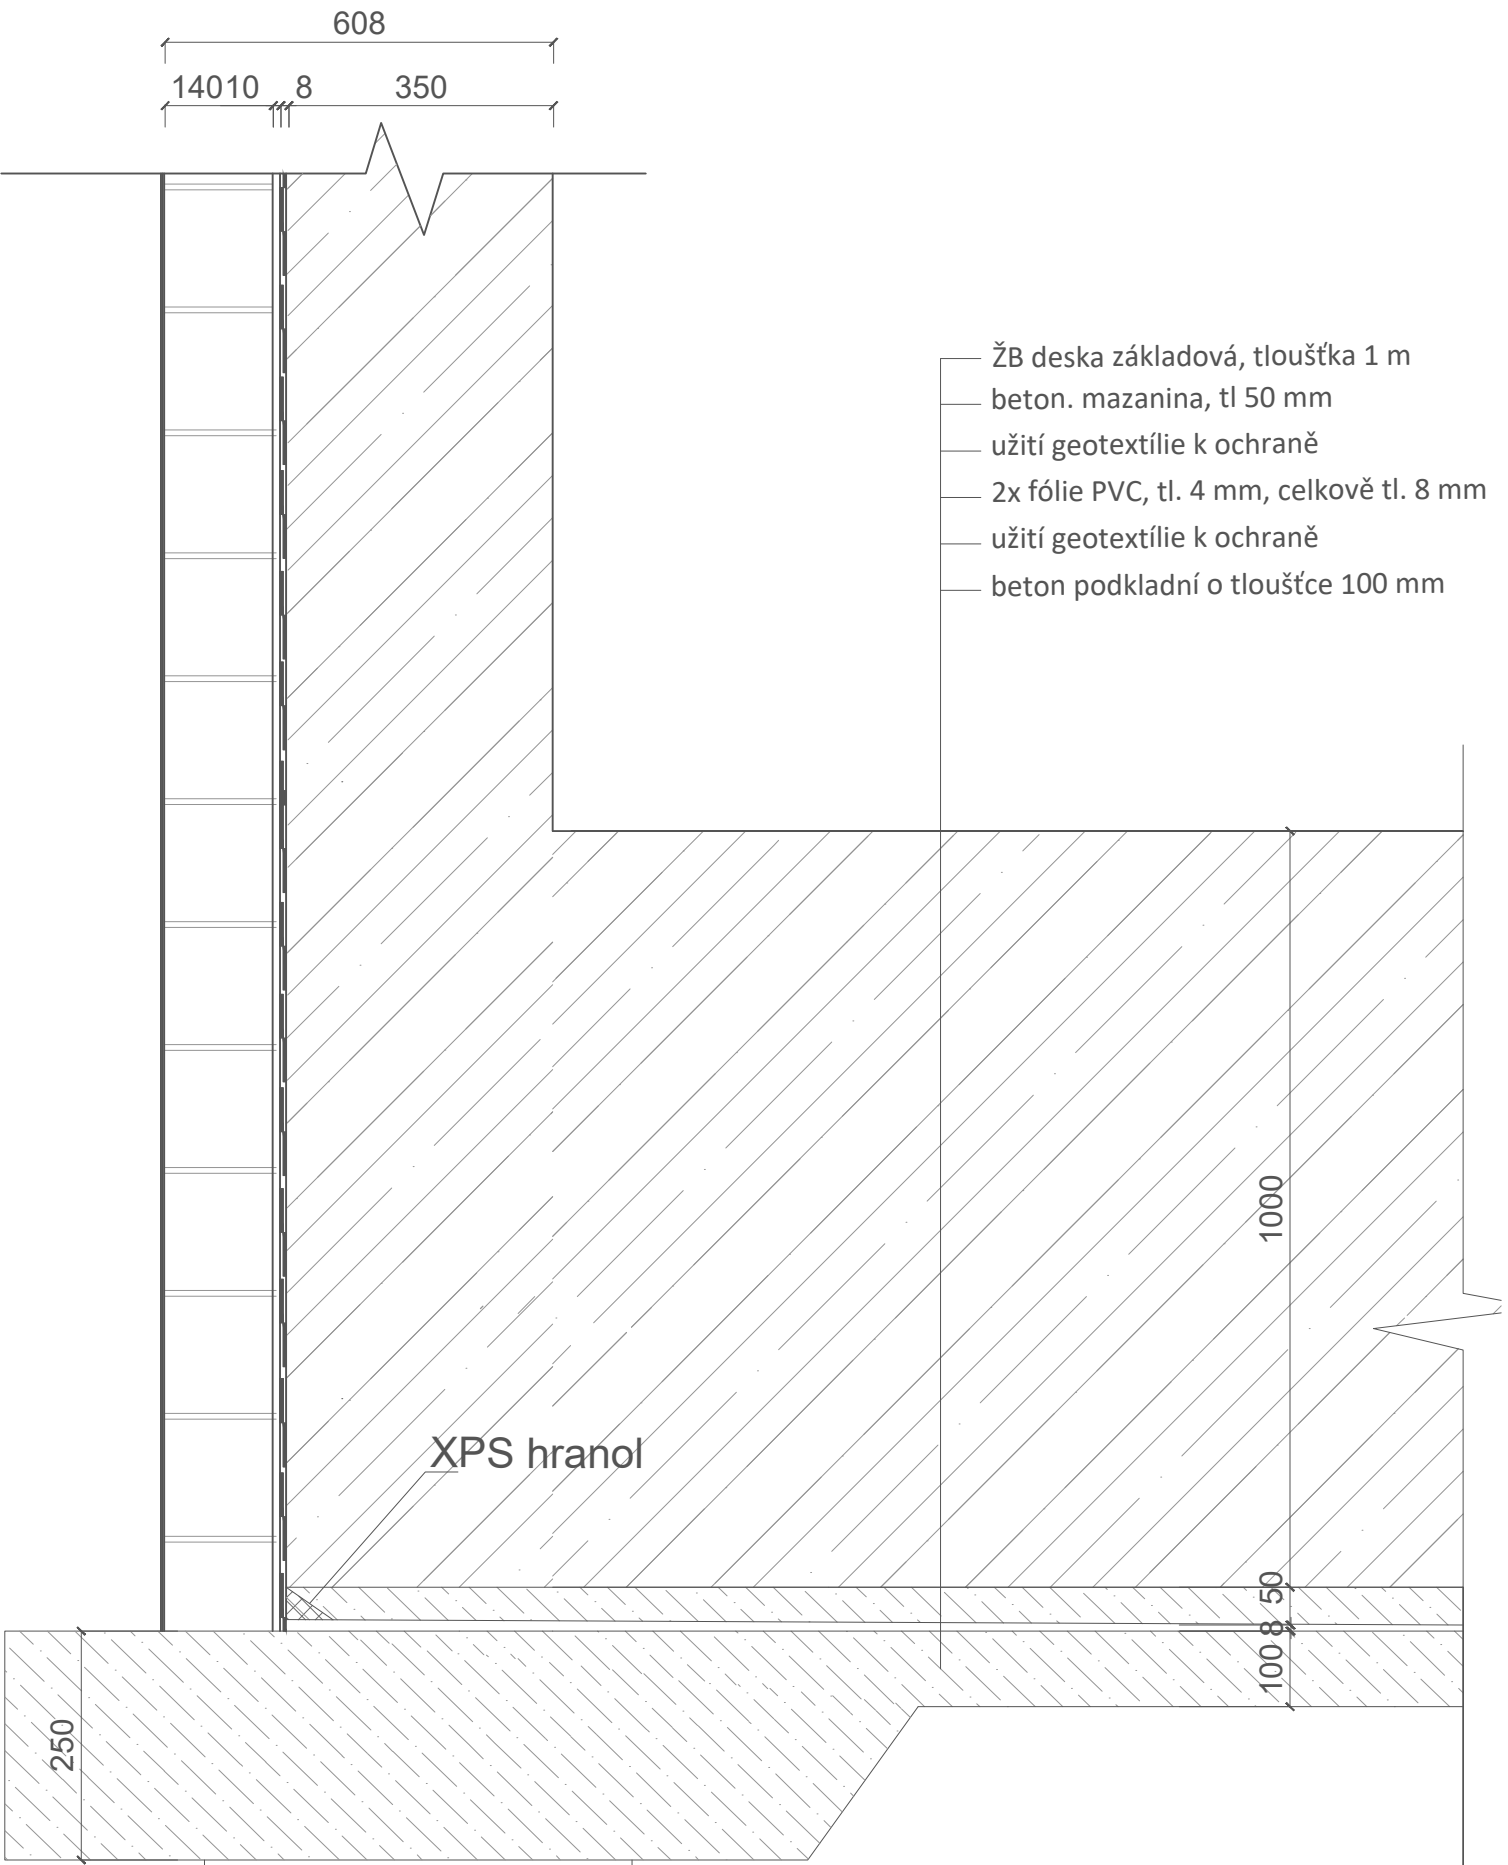 608
140 10 8 350
ŽB deska základová, tloušťka 1 m
beton. mazanina, tl 50 mm
užití geotextílie k ochraně
2x fólie PVC, tl. 4 mm, celkově tl. 8 mm
užití geotextílie k ochraně
beton podkladní o tloušťce 100 mm
1000
XPS hranol
50
8
100
250